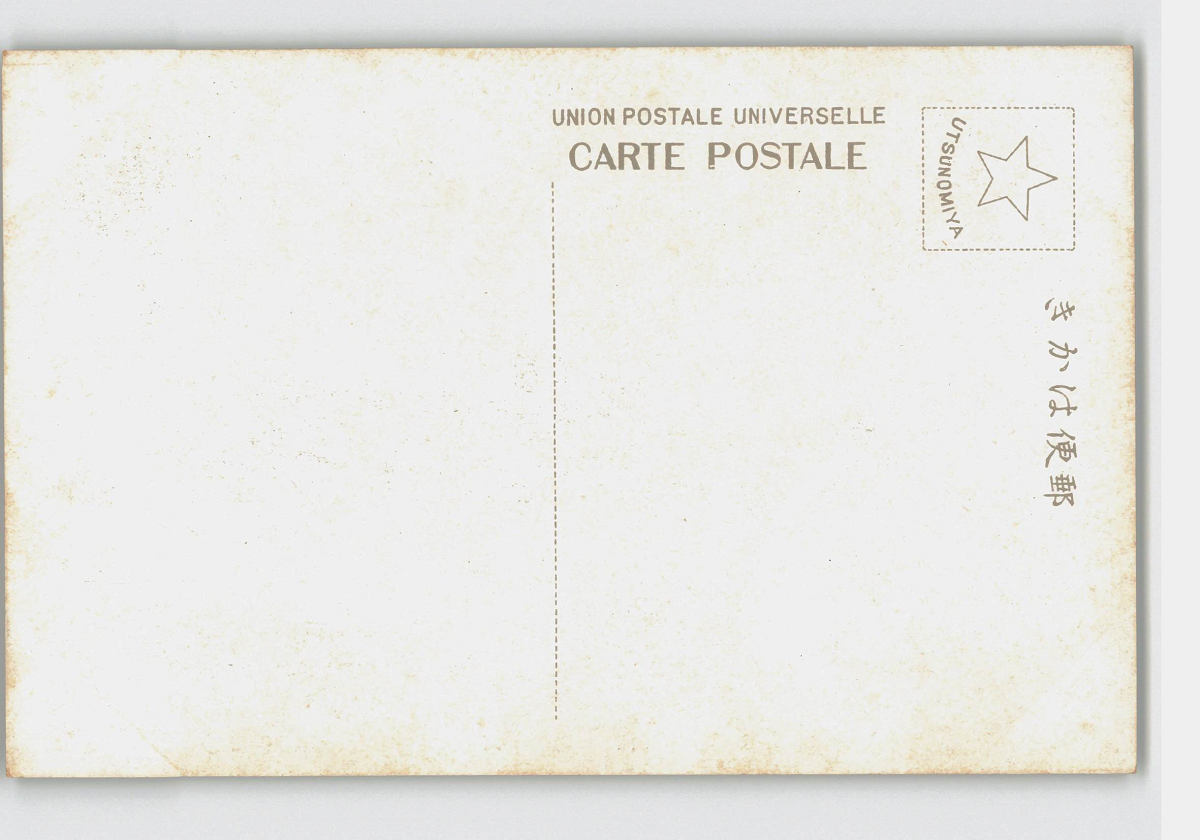 UNION POSTALE UNIVERSELLE
CARTE POSTALE
UTSUNOMIYA
郵便はかき